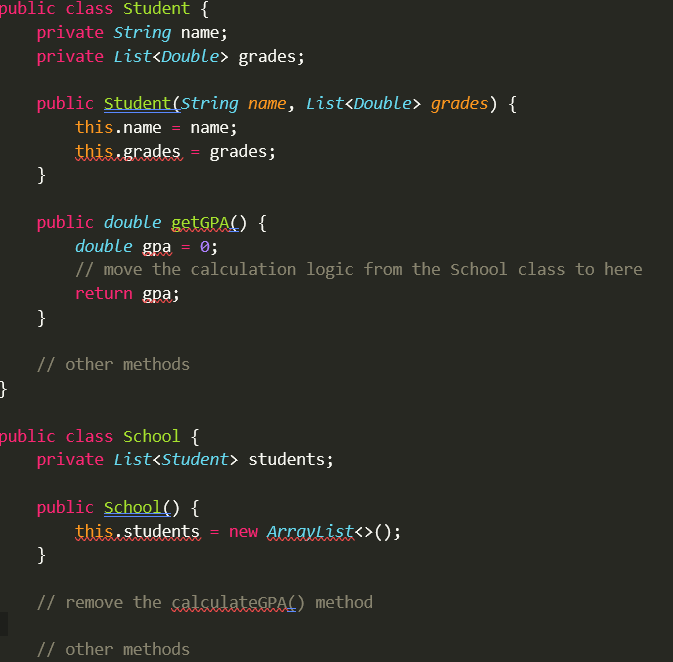 public class Student {
    private String name;
    private List<Double> grades;

    public Student(String name, List<Double> grades) {
        this.name = name;
        this.grades = grades;
    }

    public double getGPA() {
        double gpa = 0;
        // move the calculation logic from the School class to here
        return gpa;
    }

    // other methods
}

public class School {
    private List<Student> students;

    public School() {
        this.students = new ArrayList<>();
    }

    // remove the calculateGPA() method

    // other methods